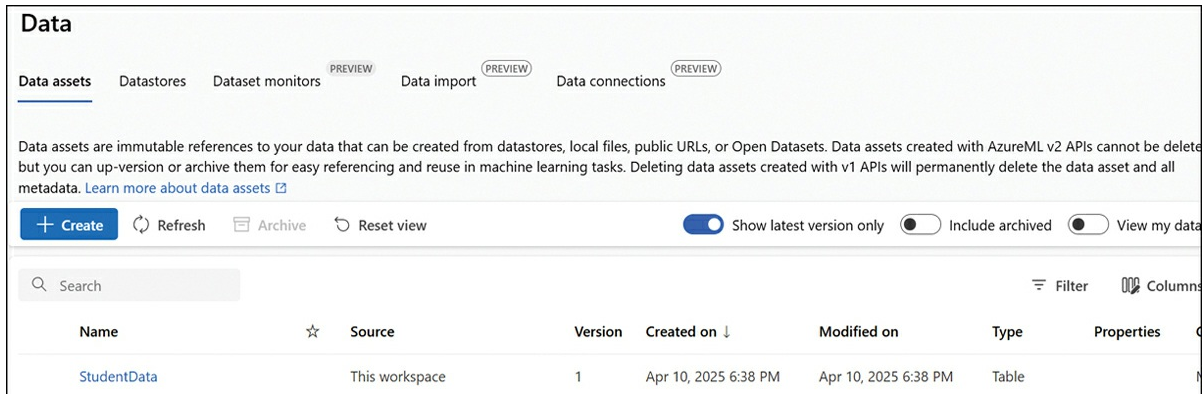 Data
Data assets Datastores Dataset monitors PREVIEW Data import PREVIEW Data connections PREVIEW
Data assets are immutable references to your data that can be created from datastores, local files, public URLs, or Open Datasets. Data assets created with AzureML v2 APIs cannot be delete
but you can up-version or archive them for easy referencing and reuse in machine learning tasks. Deleting data assets created with v1 APIs will permanently delete the data asset and all
metadata. Learn more about data assets
Create Refresh Archive Reset view Show latest version only Include archived View my data
Search Filter Columns
Name Source Version Created on ↓ Modified on Type Properties
StudentData This workspace 1 Apr 10, 2025 6:38 PM Apr 10, 2025 6:38 PM Table